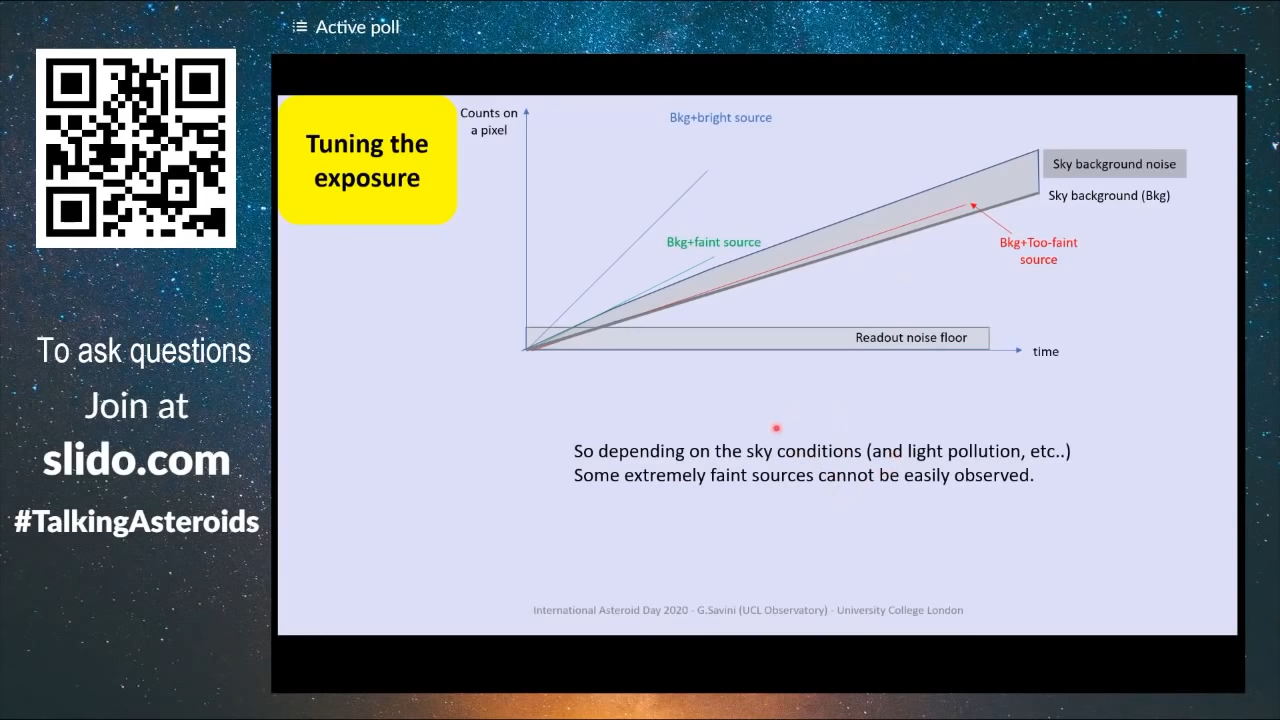 Active poll
Tuning the
exposure
Counts on
a pixel
Bkg+bright source
Sky background noise
Sky background (Bkg)
Bkg+faint source
Bkg+Too-faint
source
Readout noise floor
time
So depending on the sky conditions (and light pollution, etc..)
Some extremely faint sources cannot be easily observed.
International Asteroid Day 2020 - G.Savini (UCL Observatory) - University College London
To ask questions
Join at
slido.com
#TalkingAsteroids